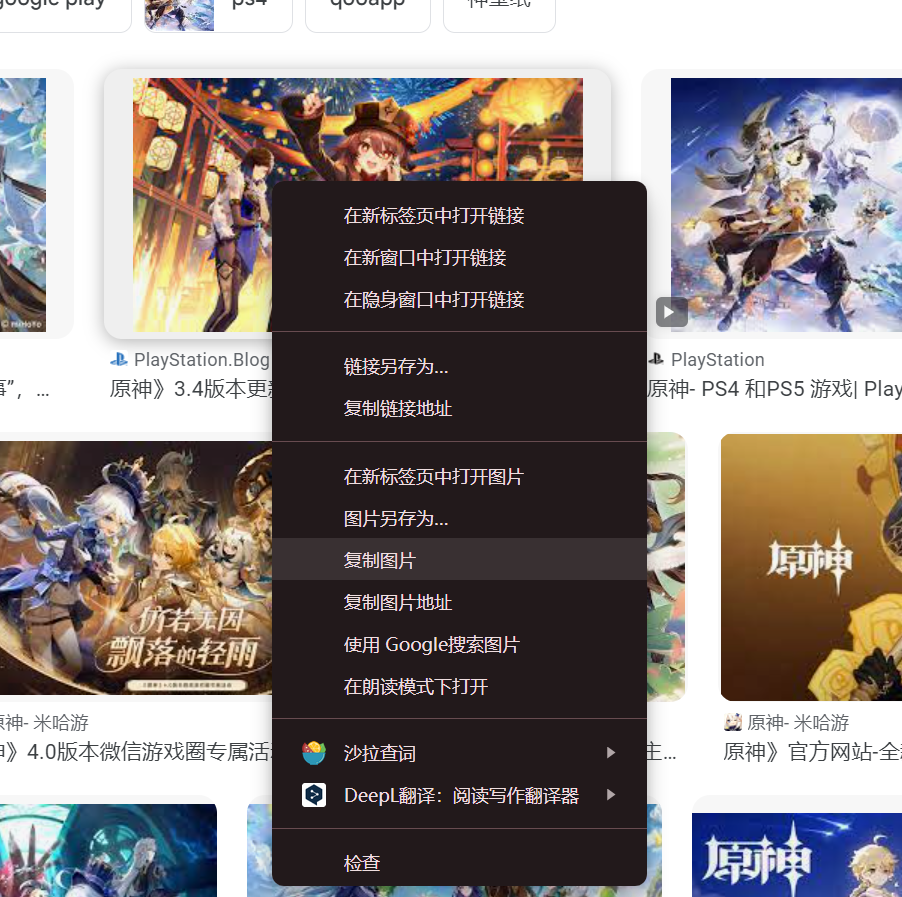 google play
ps4
qooapp
© miHoYo
PlayStation.Blog
PlayStation
事”，...
原神》3.4版本更新
原神- PS4 和PS5 游戏| Play
在新标签页中打开链接
在新窗口中打开链接
在隐身窗口中打开链接
链接另存为...
复制链接地址
在新标签页中打开图片
图片另存为...
复制图片
复制图片地址
使用 Google搜索图片
在朗读模式下打开
沙拉查词
DeepL翻译：阅读写作翻译器
检查
仿若无因
飘落的轻雨
原神
原神- 米哈游
原神- 米哈游
》4.0版本微信游戏圈专属活动
主...
原神》官方网站-全新
原神